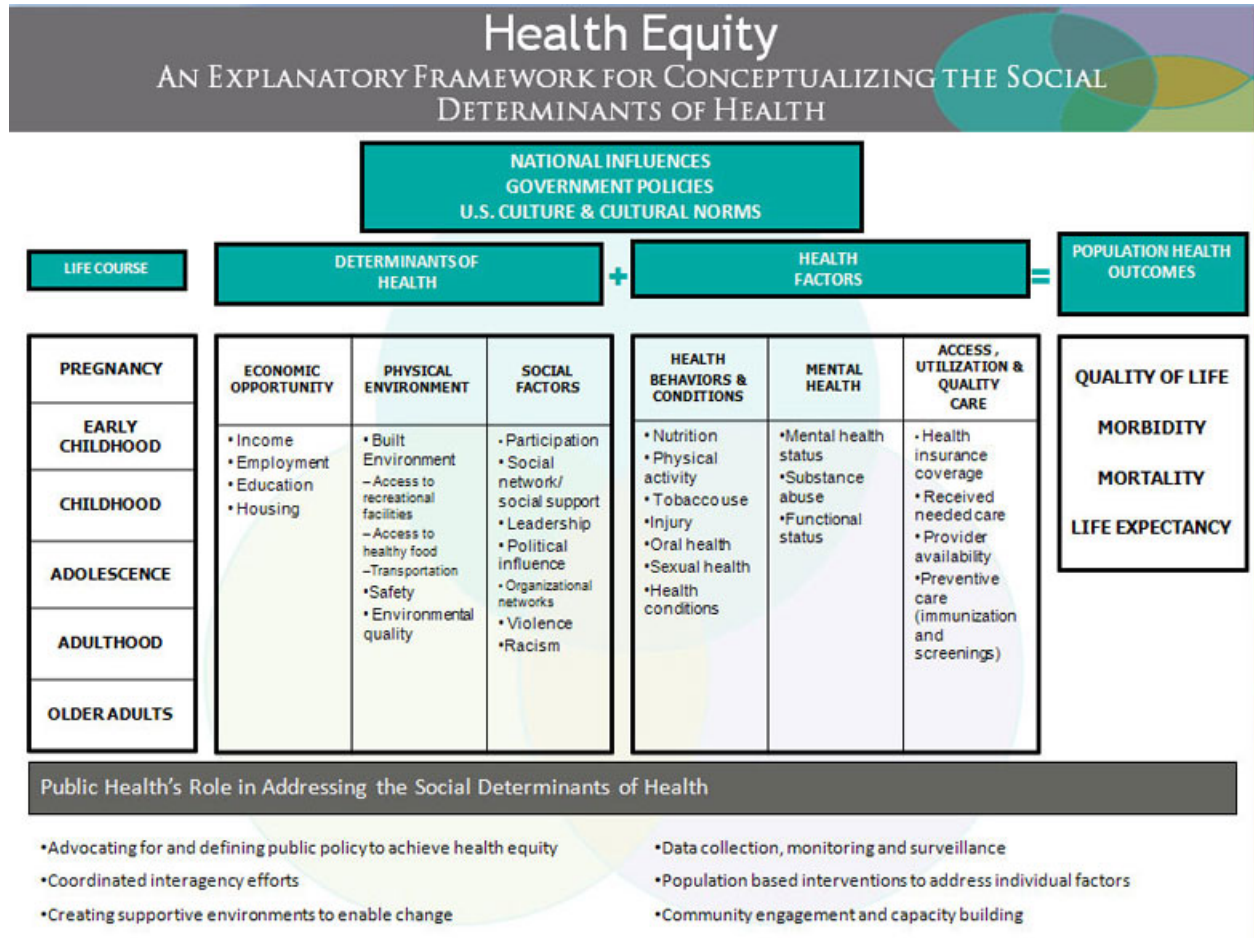 Health Equity
AN EXPLANATORY FRAMEWORK FOR CONCEPTUALIZING THE SOCIAL
DETERMINANTS OF HEALTH
NATIONAL INFLUENCES
GOVERNMENT POLICIES
U.S. CULTURE & CULTURAL NORMS
LIFE COURSE
DETERMINANTS OF
HEALTH
+
HEALTH
FACTORS
=
POPULATION HEALTH
OUTCOMES
PREGNANCY
EARLY
CHILDHOOD
CHILDHOOD
ADOLESCENCE
ADULTHOOD
OLDER ADULTS
ECONOMIC
OPPORTUNITY
• Income
• Employment
• Education
• Housing
PHYSICAL
ENVIRONMENT
• Built
Environment
– Access to
recreational
facilities
– Access to
healthy food
–Transportation
•Safety
• Environmental
quality
SOCIAL
FACTORS
• Participation
• Social
network/
social support
• Leadership
• Political
influence
• Organizational
networks
• Violence
•Racism
HEALTH
BEHAVIORS &
CONDITIONS
• Nutrition
• Physical
activity
• Tobacco use
•Injury
•Oral health
•Sexual health
•Health
conditions
MENTAL
HEALTH
•Mental health
status
•Substance
abuse
•Functional
status
ACCESS,
UTILIZATION &
QUALITY
CARE
• Health
insurance
coverage
• Received
needed care
• Provider
availability
•Preventive
care
(immunization
and
screenings)
QUALITY OF LIFE
MORBIDITY
MORTALITY
LIFE EXPECTANCY
Public Health's Role in Addressing the Social Determinants of Health
•Advocating for and defining public policy to achieve health equity
•Coordinated interagency efforts
•Creating supportive environments to enable change
•Data collection, monitoring and surveillance
•Population based interventions to address individual factors
•Community engagement and capacity building